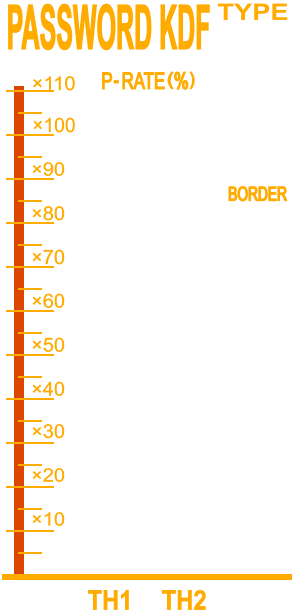 PASSWORD KDF TYPE
P-RATE(%)
×110
×100
×90
BORDER
×80
×70
×60
×50
×40
×30
×20
×10
TH1 TH2